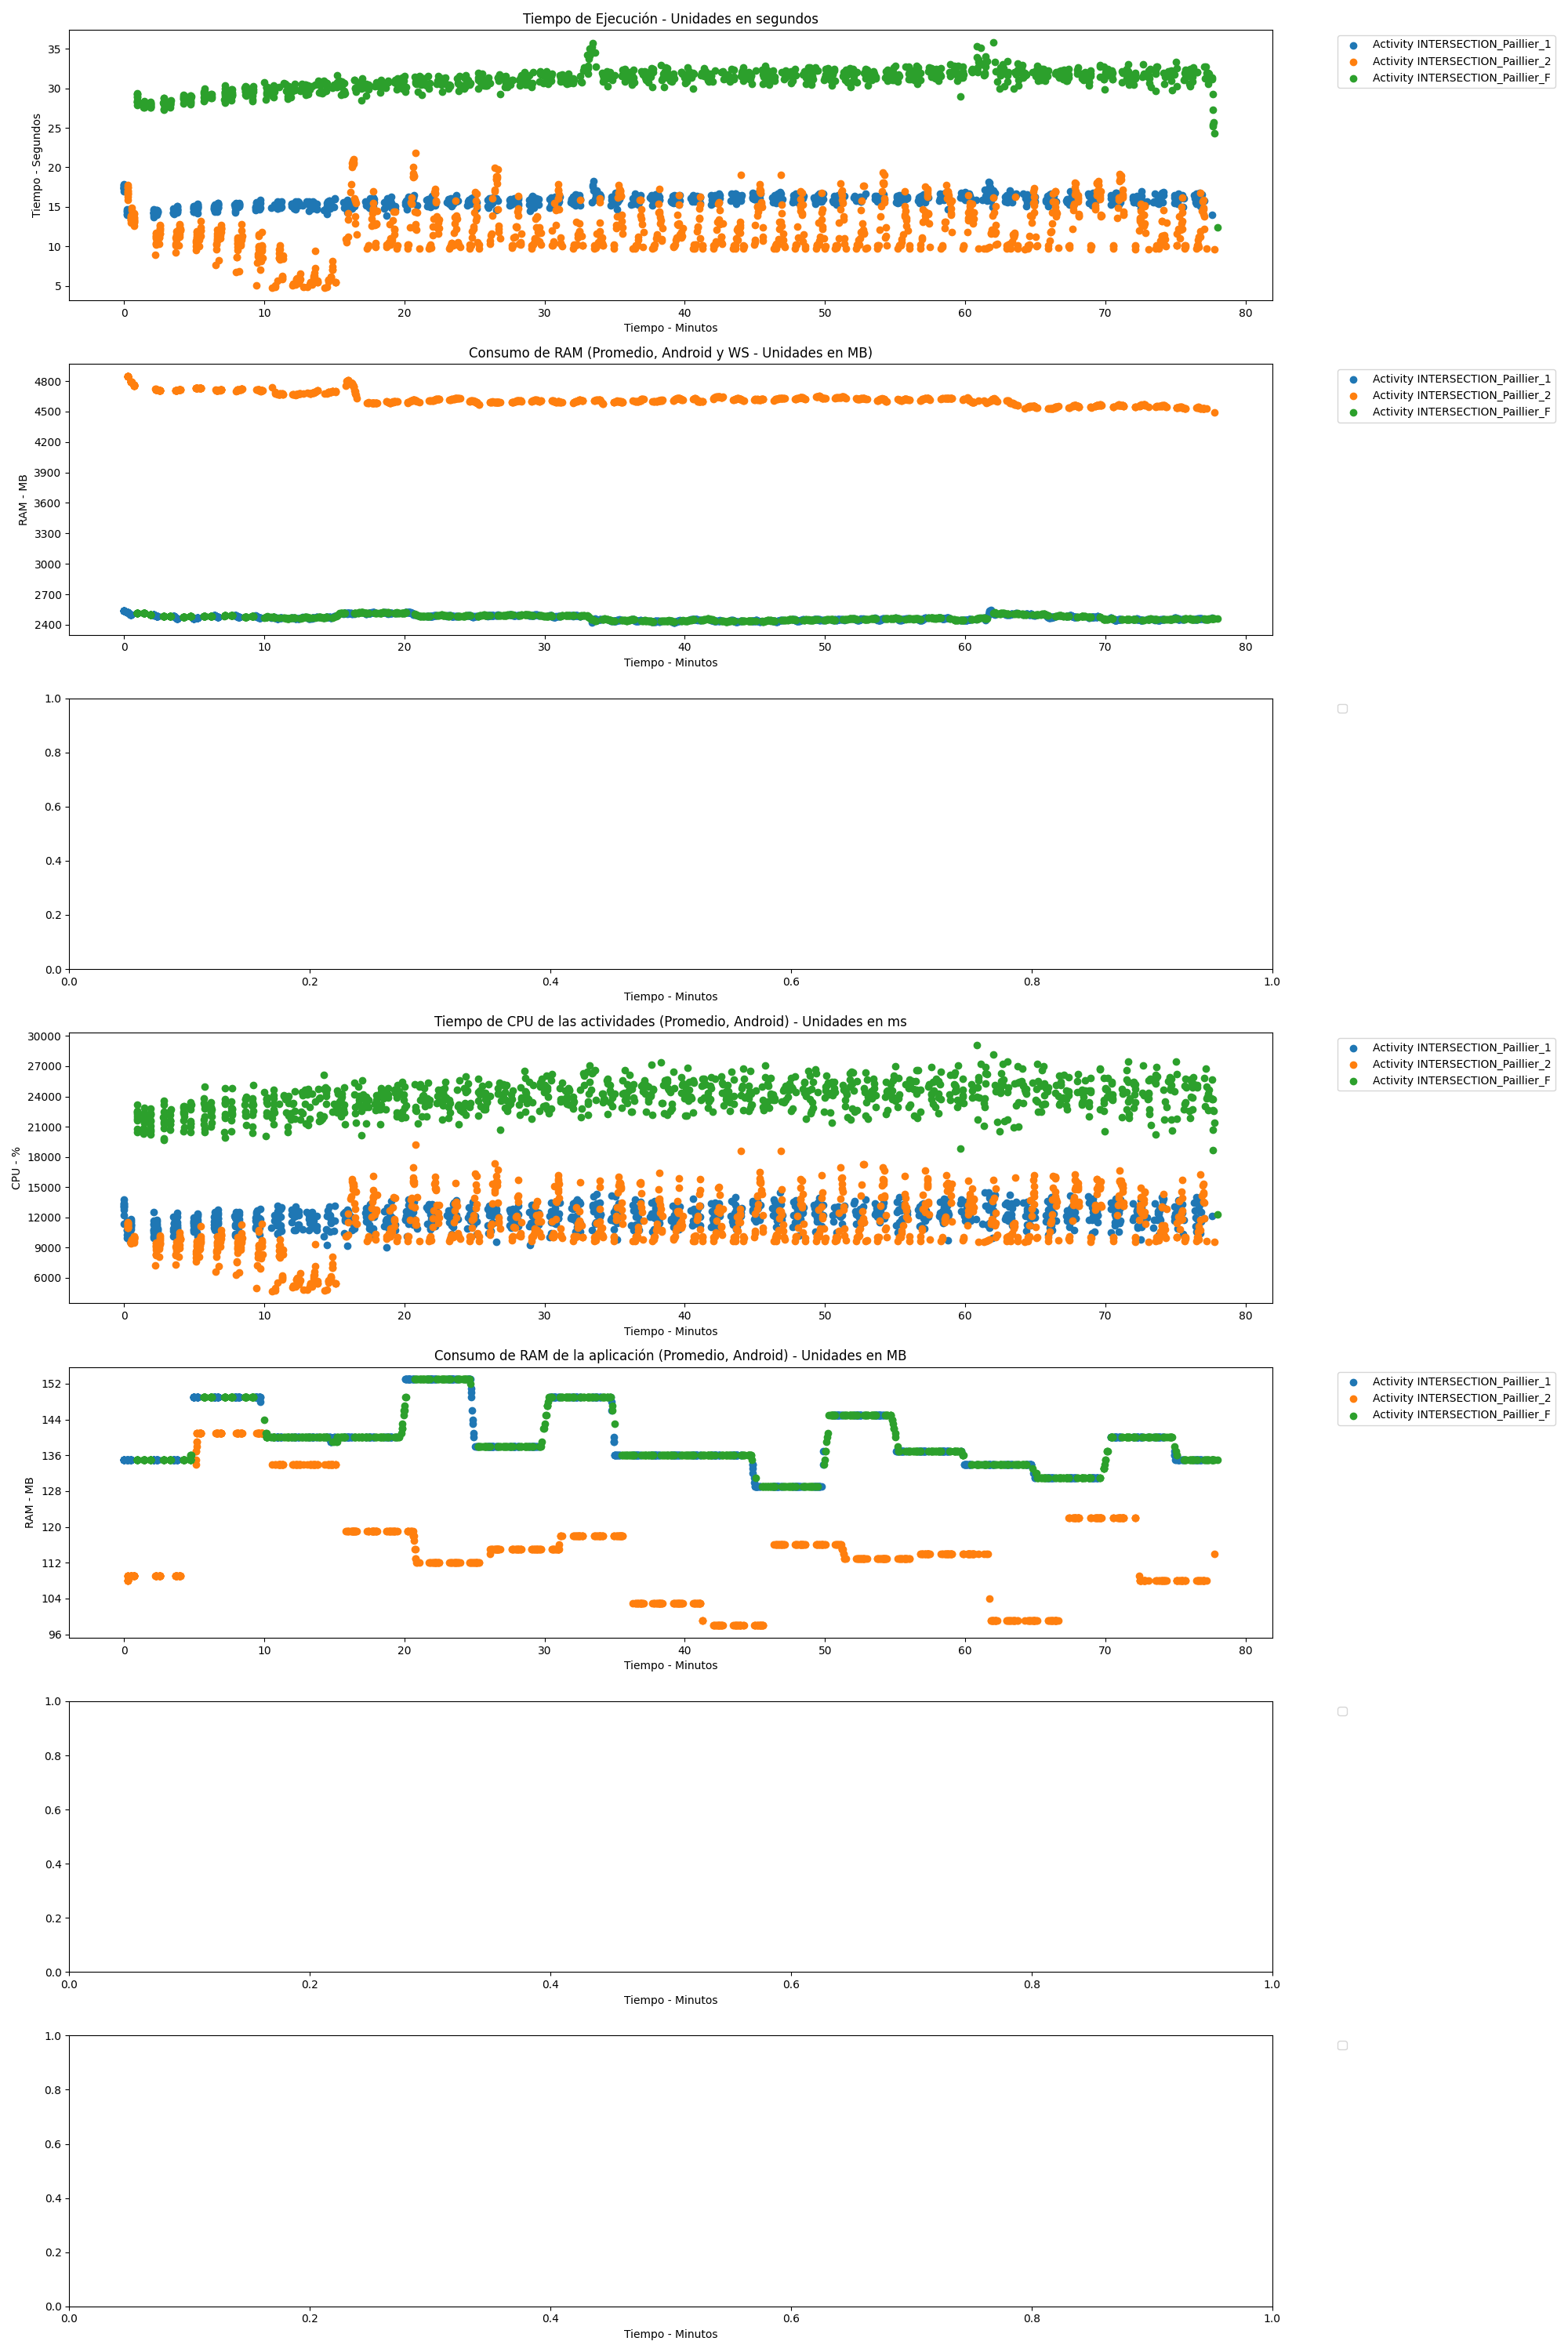 Tiempo de Ejecución - Unidades en segundos
Tiempo - Segundos
35
30
25
20
15
10
5
0 10 20 30 40 50 60 70 80
Tiempo - Minutos
Activity INTERSECTION_Paillier_1
Activity INTERSECTION_Paillier_2
Activity INTERSECTION_Paillier_F
Consumo de RAM (Promedio, Android y WS - Unidades en MB)
RAM - MB
4800
4500
4200
3900
3600
3300
3000
2700
2400
0 10 20 30 40 50 60 70 80
Tiempo - Minutos
Activity INTERSECTION_Paillier_1
Activity INTERSECTION_Paillier_2
Activity INTERSECTION_Paillier_F
1.0
0.8
0.6
0.4
0.2
0.0
0.0 0.2 0.4 0.6 0.8 1.0
Tiempo - Minutos
Tiempo de CPU de las actividades (Promedio, Android) - Unidades en ms
CPU - %
30000
27000
24000
21000
18000
15000
12000
9000
6000
0 10 20 30 40 50 60 70 80
Tiempo - Minutos
Activity INTERSECTION_Paillier_1
Activity INTERSECTION_Paillier_2
Activity INTERSECTION_Paillier_F
Consumo de RAM de la aplicación (Promedio, Android) - Unidades en MB
RAM - MB
152
144
136
128
120
112
104
96
0 10 20 30 40 50 60 70 80
Tiempo - Minutos
Activity INTERSECTION_Paillier_1
Activity INTERSECTION_Paillier_2
Activity INTERSECTION_Paillier_F
1.0
0.8
0.6
0.4
0.2
0.0
0.0 0.2 0.4 0.6 0.8 1.0
Tiempo - Minutos
1.0
0.8
0.6
0.4
0.2
0.0
0.0 0.2 0.4 0.6 0.8 1.0
Tiempo - Minutos